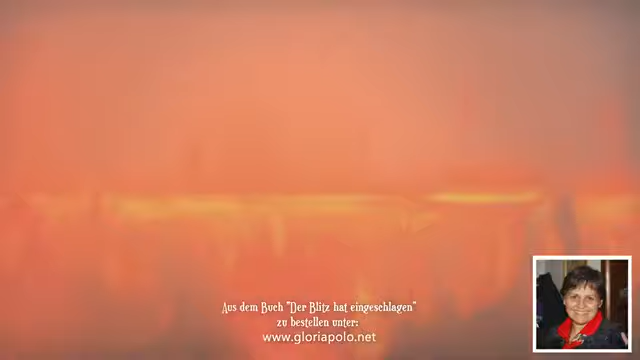 Aus dem Buch "Der Blitz hat eingeschlagen"
zu bestellen unter:
www.gloriapolo.net